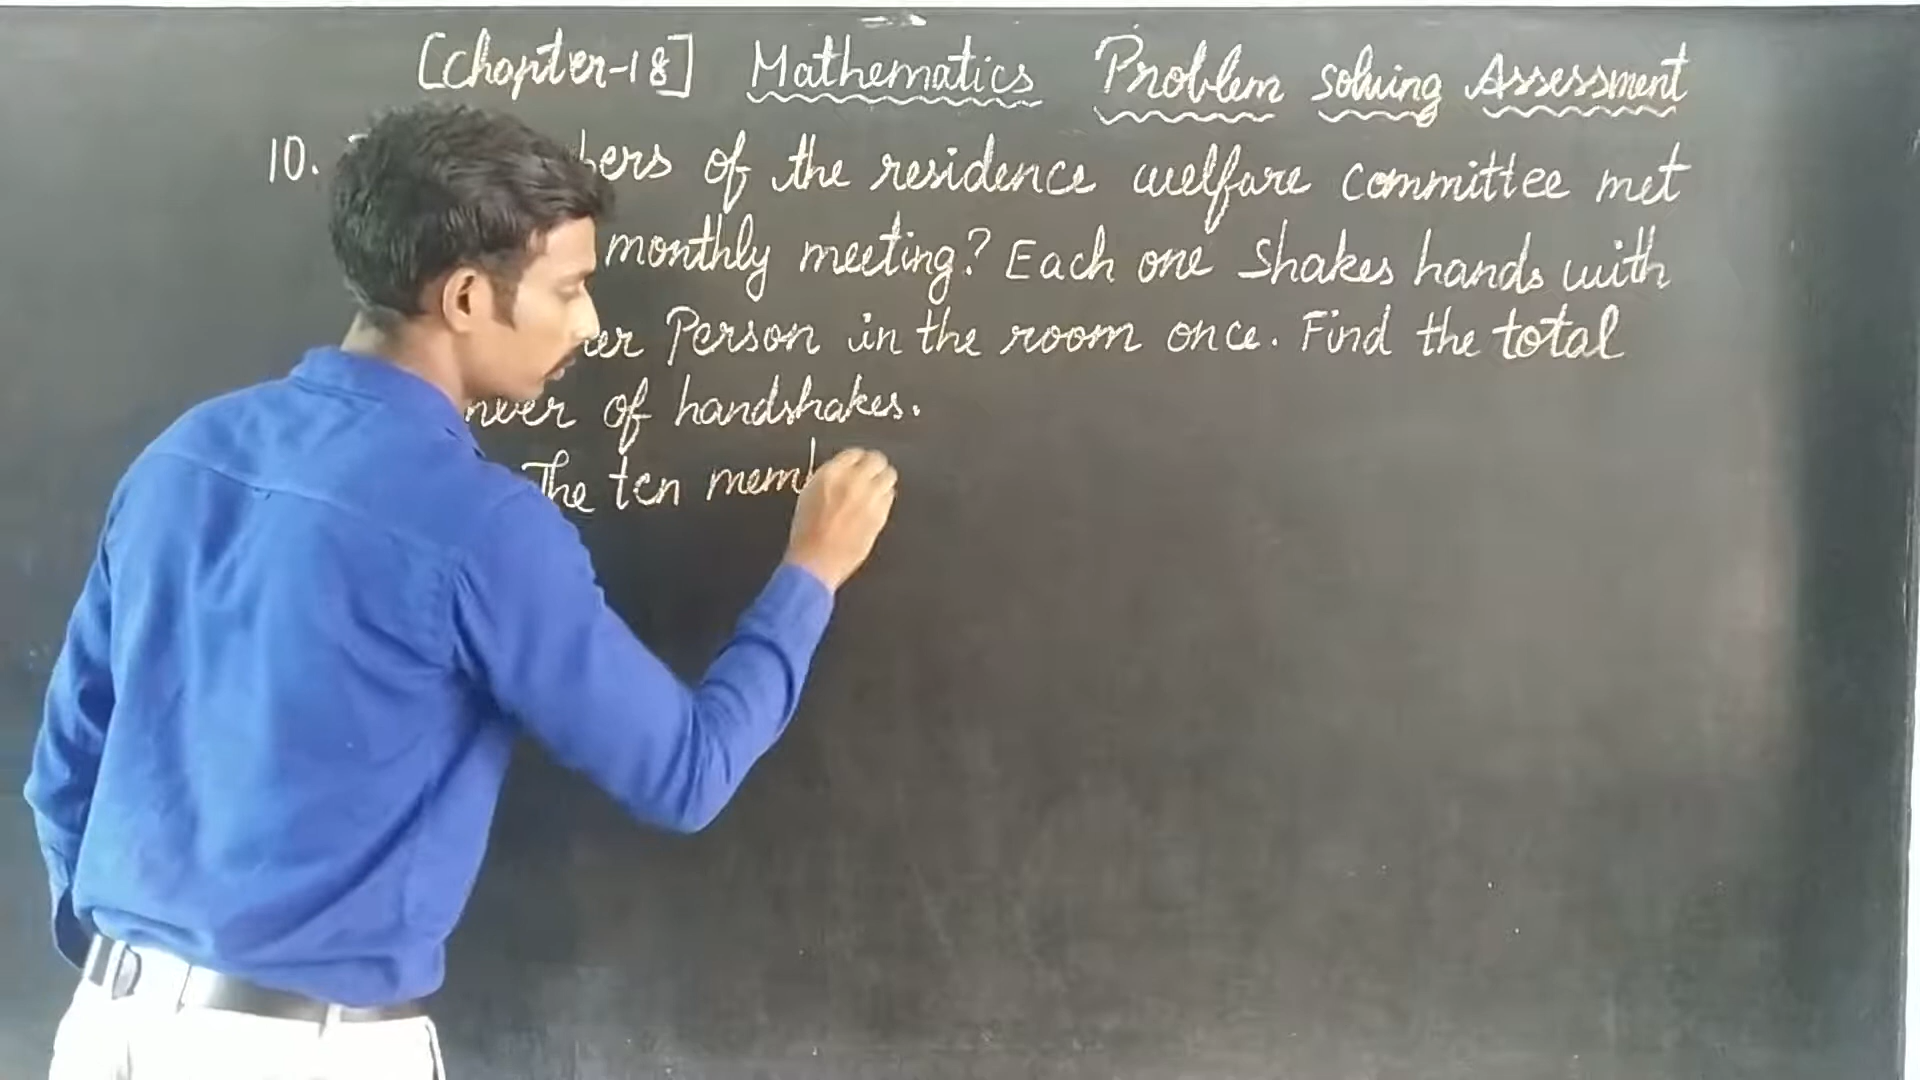 [Chapter-18] Mathematics Problem solving Assessment
10. bers of the residence welfare committee met
monthly meeting? Each one Shakes hands with
er Person in the room once. Find the total
of handshakes.
The ten memb